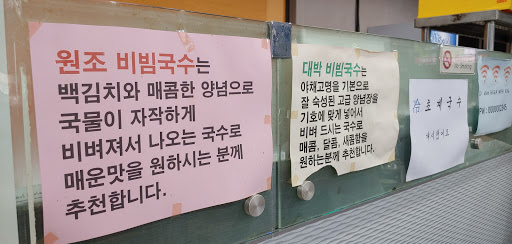 원조 비빔국수는
백김치와 매콤한 양념으로
국물이 자작하게
비벼져서 나오는 국수로
매운맛을 원하시는 분께
추천합니다.
대박 비빔국수는
야채고명을 기본으로
잘 숙성된 고급 양념장을
기호에 맞게 넣어서
비벼 드시는 국수로
매콤, 달콤, 새콤함을
원하는분께 추천합니다.
초계국수
개시했어요